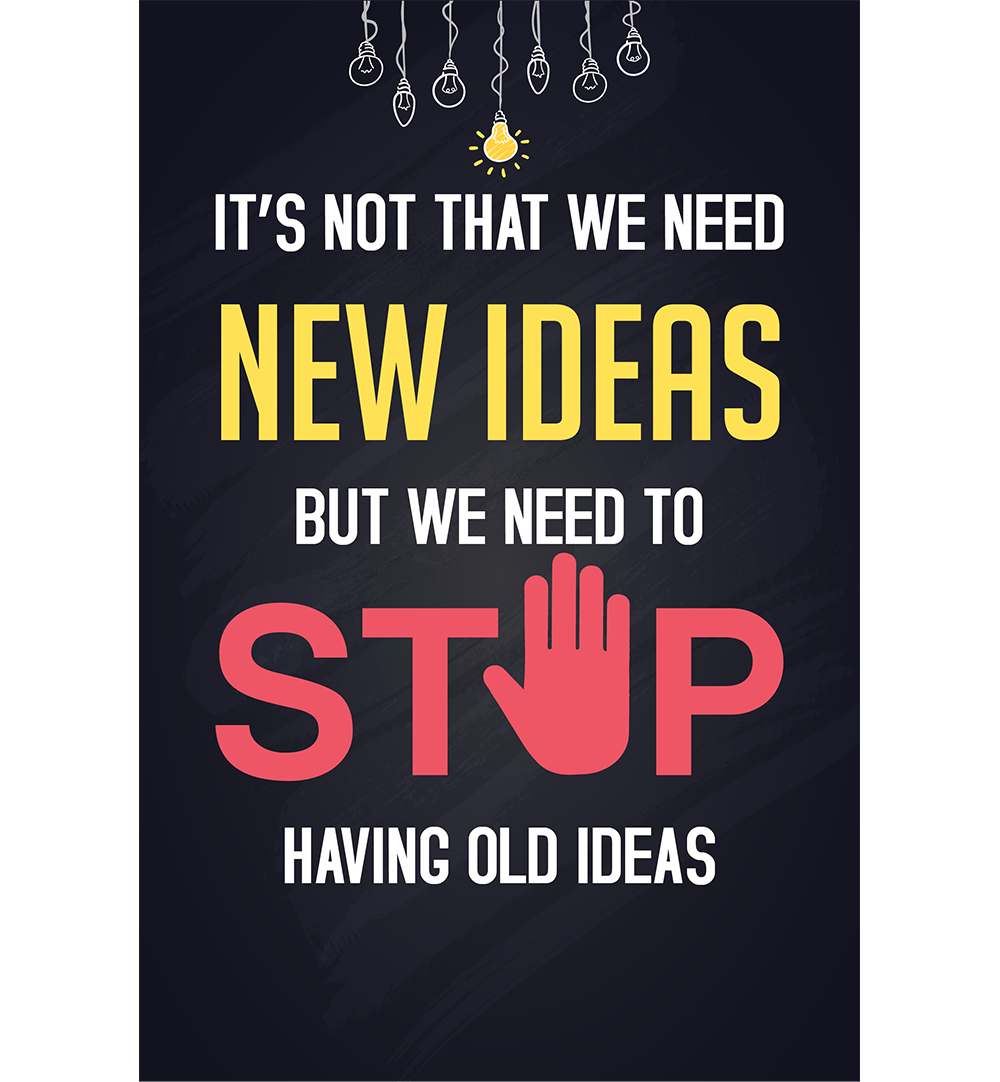 IT'S NOT THAT WE NEED
NEW IDEAS
BUT WE NEED TO
STOP
HAVING OLD IDEAS